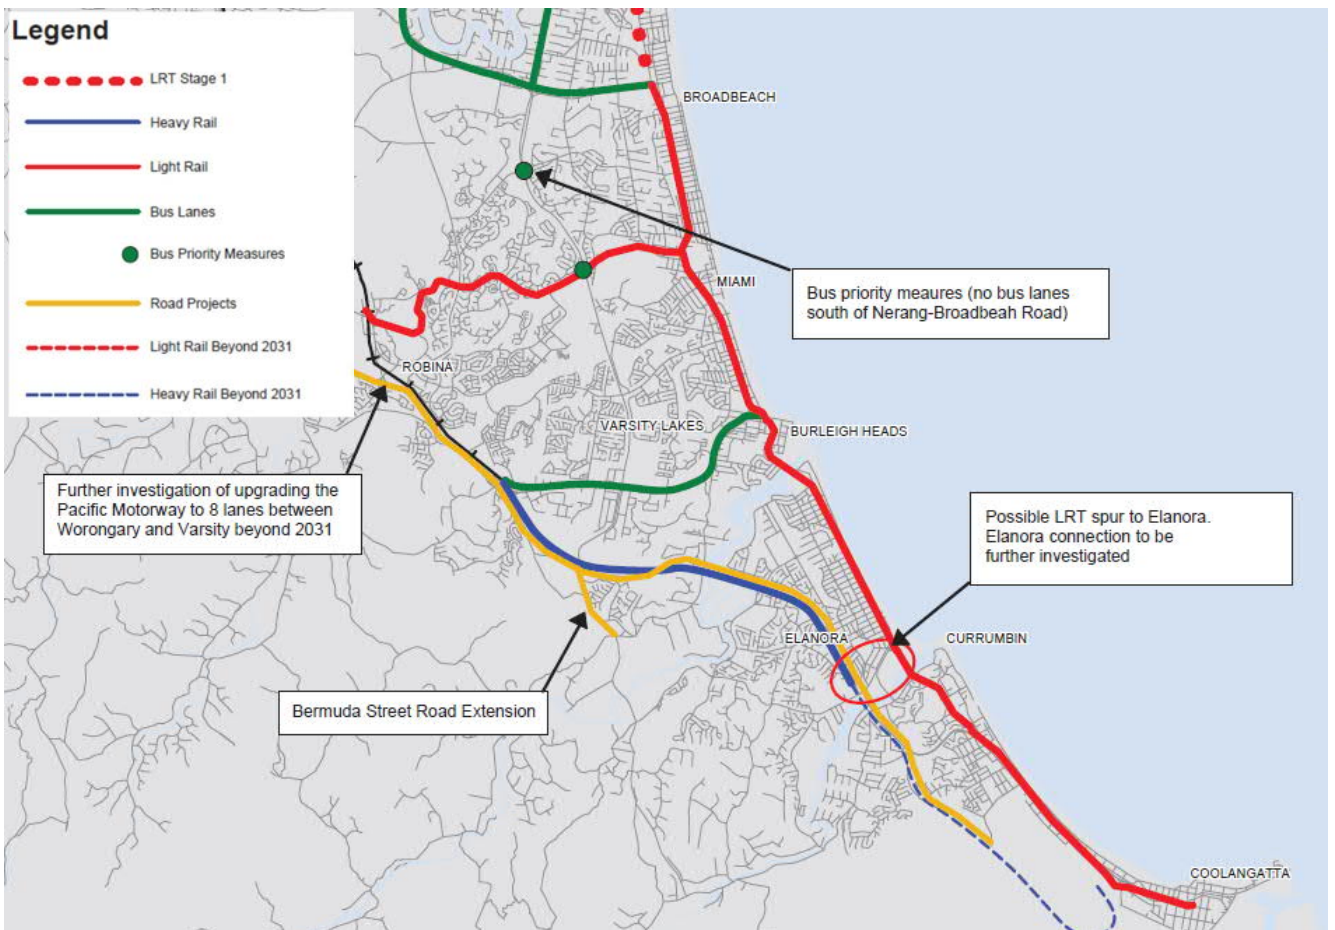 Legend
LRT Stage 1
Heavy Rail
Light Rail
Bus Lanes
Bus Priority Measures
Road Projects
Light Rail Beyond 2031
Heavy Rail Beyond 2031
BROADBEACH
MIAMI
Bus priority meaures (no bus lanes
south of Nerang-Broadbeah Road)
ROBINA
VARSITY LAKES
BURLEIGH HEADS
Further investigation of upgrading the
Pacific Motorway to 8 lanes between
Worongary and Varsity beyond 2031
Possible LRT spur to Elanora.
Elanora connection to be
further investigated
ELANORA
CURRUMBIN
Bermuda Street Road Extension
COOLANGATTA